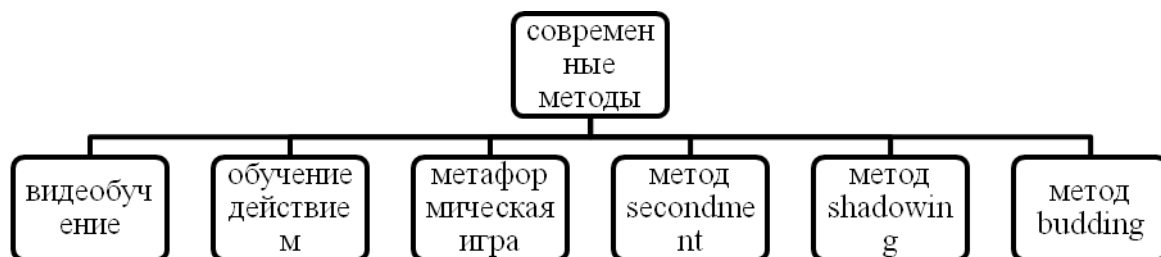 современ
ные
методы
видеобуч
ение
обучение
действие
м
метафор
мическая
игра
метод
secondme
nt
метод
shadowin
g
метод
budding